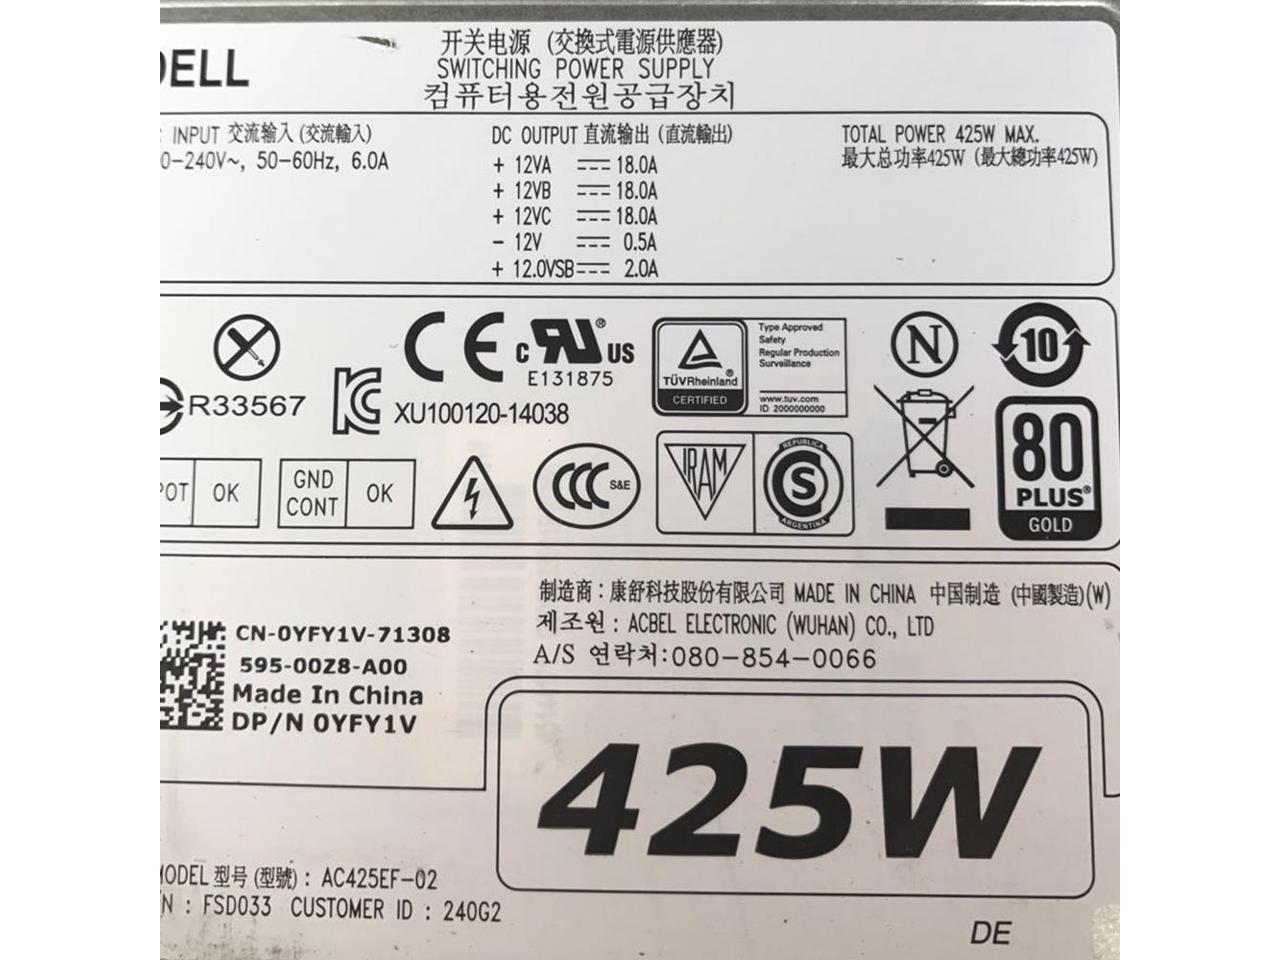 DELL
开关电源 (交換式電源供應器)
SWITCHING POWER SUPPLY
컴퓨터용전원공급장치
INPUT 交流输入 (交流輸入)
0-240V~, 50-60Hz, 6.0A
DC OUTPUT 直流输出 (直流輸出)
+ 12VA ⎓ 18.0A
+ 12VB ⎓ 18.0A
+ 12VC ⎓ 18.0A
- 12V ⎓ 0.5A
+ 12.0VSB ⎓ 2.0A
TOTAL POWER 425W MAX.
最大总功率425W (最大總功率425W)
R33567
XU100120-14038
CE
c RU® US
E131875
TÜVRheinland®
CERTIFIED
Type Approved
Safety
Regular Production
Surveillance
www.tuv.com
ID 2000000000
N
10
POT OK
GND CONT OK
CCC S&E
IRAM
REPUBLICA
S
ARGENTINA
80
PLUS®
GOLD
制造商：康舒科技股份有限公司 MADE IN CHINA 中国制造 (中國製造)(W)
제조원 : ACBEL ELECTRONIC (WUHAN) CO., LTD
A/S 연락처:080-854-0066
CN-0YFY1V-71308
595-00Z8-A00
Made In China
DP/N 0YFY1V
425W
MODEL 型号 (型號) : AC425EF-02
N : FSD033 CUSTOMER ID : 240G2
DE